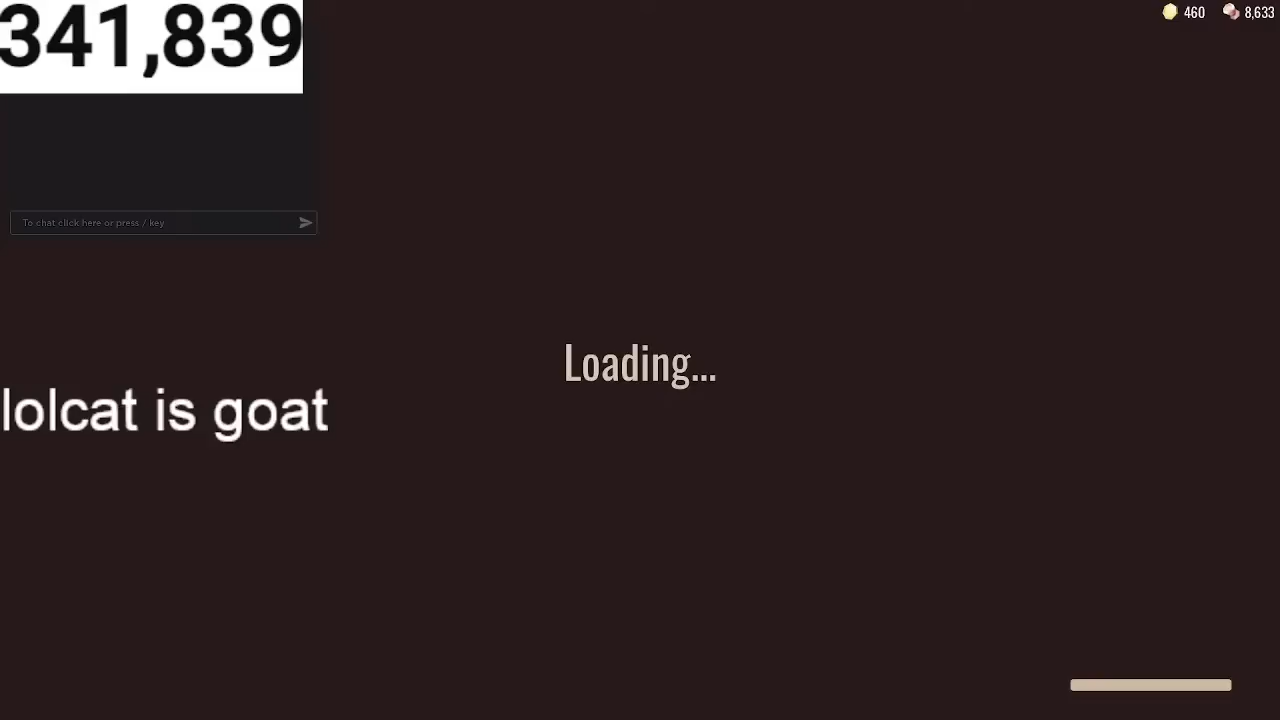 341,839
460 8,633
To chat click here or press / key
Loading...
lolcat is goat